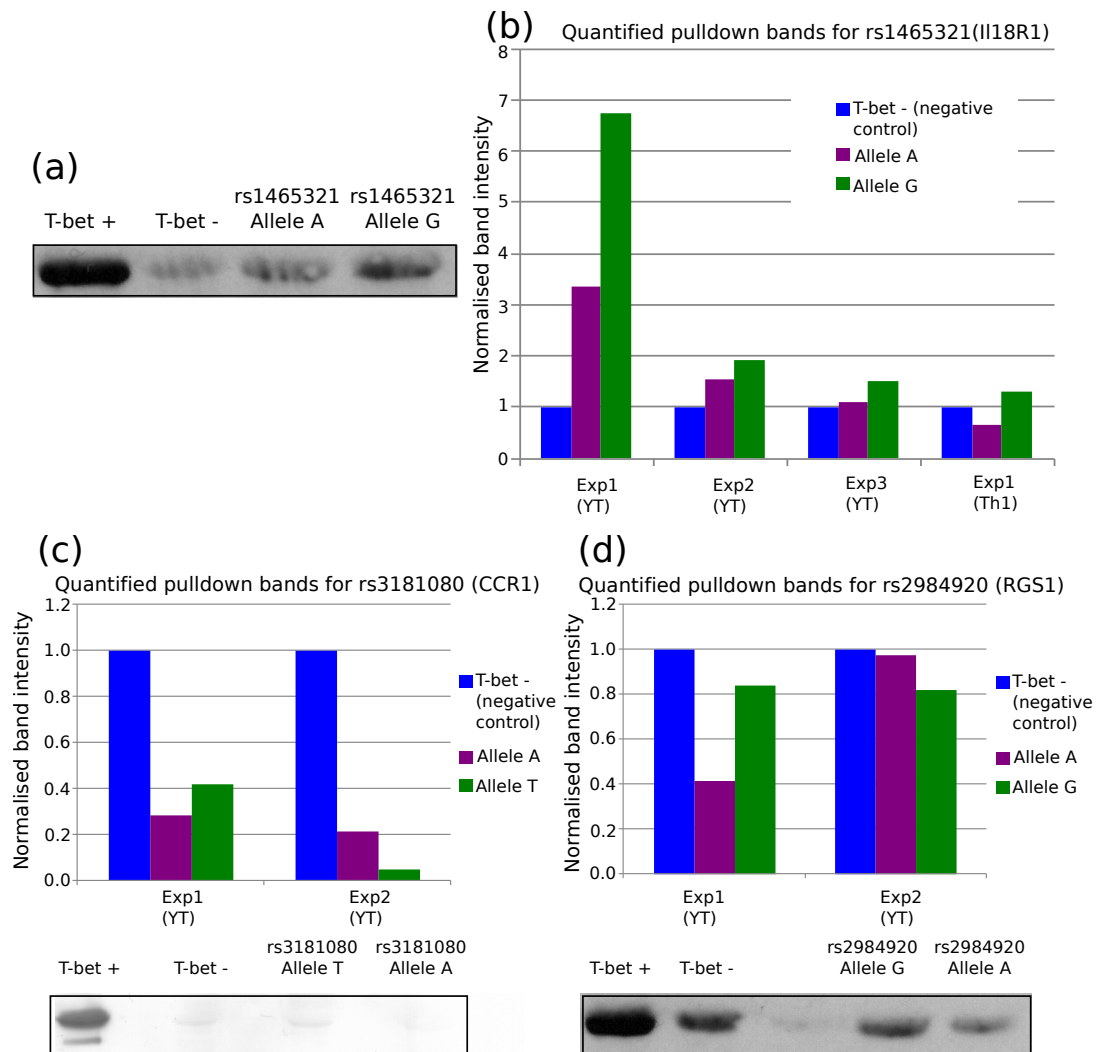 (a)
rs1465321 rs1465321
T-bet + T-bet - Allele A Allele G
(b)
Quantified pulldown bands for rs1465321(Il18R1)
Normalised band intensity
8
7
6
5
4
3
2
1
0
T-bet - (negative
control)
Allele A
Allele G
Exp1 Exp2 Exp3 Exp1
(YT) (YT) (YT) (Th1)
(c)
Quantified pulldown bands for rs3181080 (CCR1)
Normalised band intensity
1.2
1.0
0.8
0.6
0.4
0.2
0.0
T-bet -
(negative
control)
Allele A
Allele T
Exp1 Exp2
(YT) (YT)
rs3181080 rs3181080
T-bet + T-bet - Allele T Allele A
(d)
Quantified pulldown bands for rs2984920 (RGS1)
Normalised band intensity
1.2
1.0
0.8
0.6
0.4
0.2
0.0
T-bet -
(negative
control)
Allele A
Allele G
Exp1 Exp2
(YT) (YT)
rs2984920 rs2984920
T-bet + T-bet - Allele G Allele A